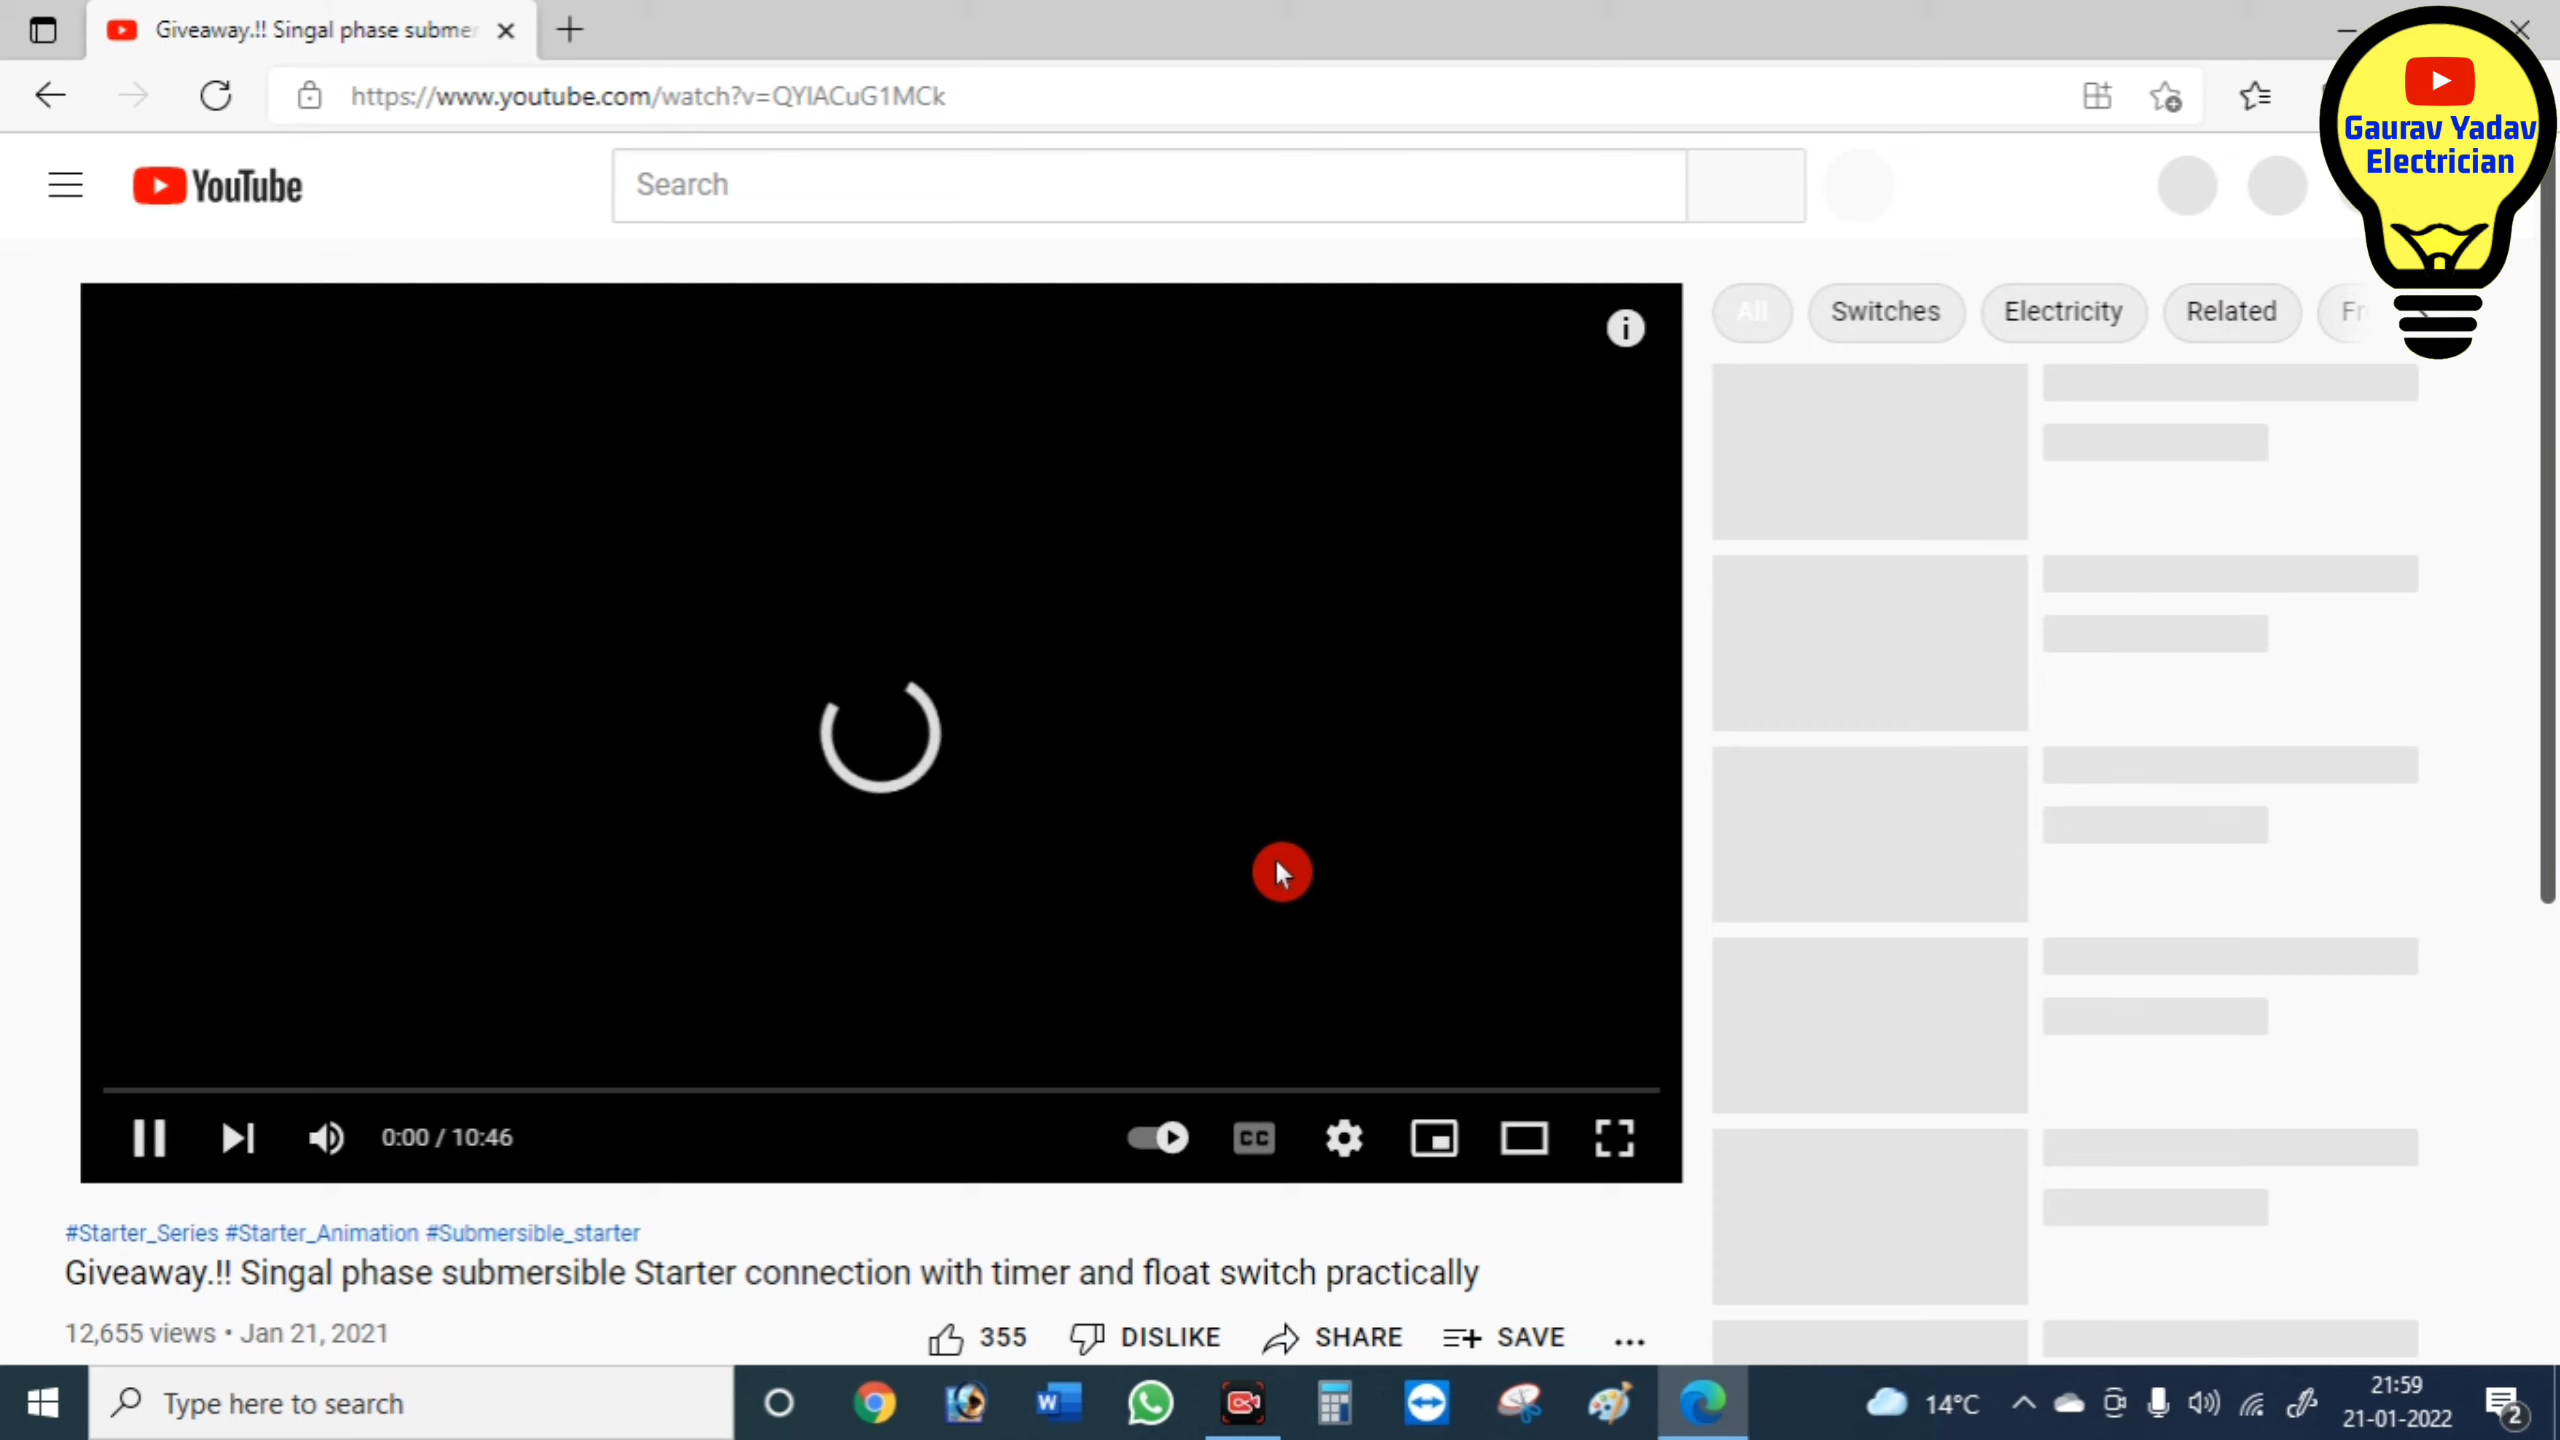 Giveaway.!! Singal phase submer
https://www.youtube.com/watch?v=QYIACuG1MCk
Gaurav Yadav
Electrician
YouTube
Search
All
Switches
Electricity
Related
0:00 / 10:46
CC
#Starter_Series #Starter_Animation #Submersible_starter
Giveaway.!! Singal phase submersible Starter connection with timer and float switch practically
12,655 views • Jan 21, 2021
355
DISLIKE
SHARE
SAVE
Type here to search
14°C
21:59
21-01-2022
2